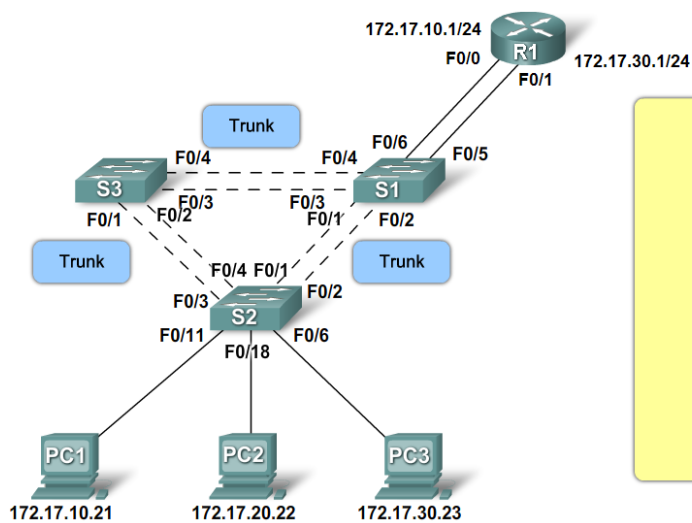 172.17.10.1/24
R1
F0/0
172.17.30.1/24
F0/1
Trunk
F0/4
F0/4
F0/6
F0/5
S3
S1
F0/3
F0/3
F0/1
F0/2
F0/1
F0/2
Trunk
Trunk
F0/4
F0/1
F0/3
F0/2
S2
F0/11
F0/18
F0/6
PC1
PC2
PC3
172.17.10.21
172.17.20.22
172.17.30.23